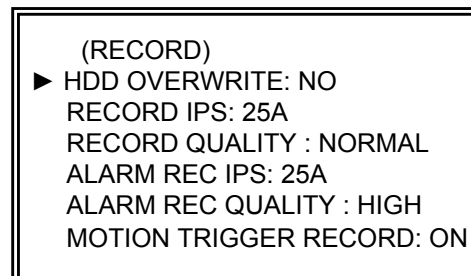 (RECORD)
► HDD OVERWRITE: NO
RECORD IPS: 25A
RECORD QUALITY : NORMAL
ALARM REC IPS: 25A
ALARM REC QUALITY : HIGH
MOTION TRIGGER RECORD: ON